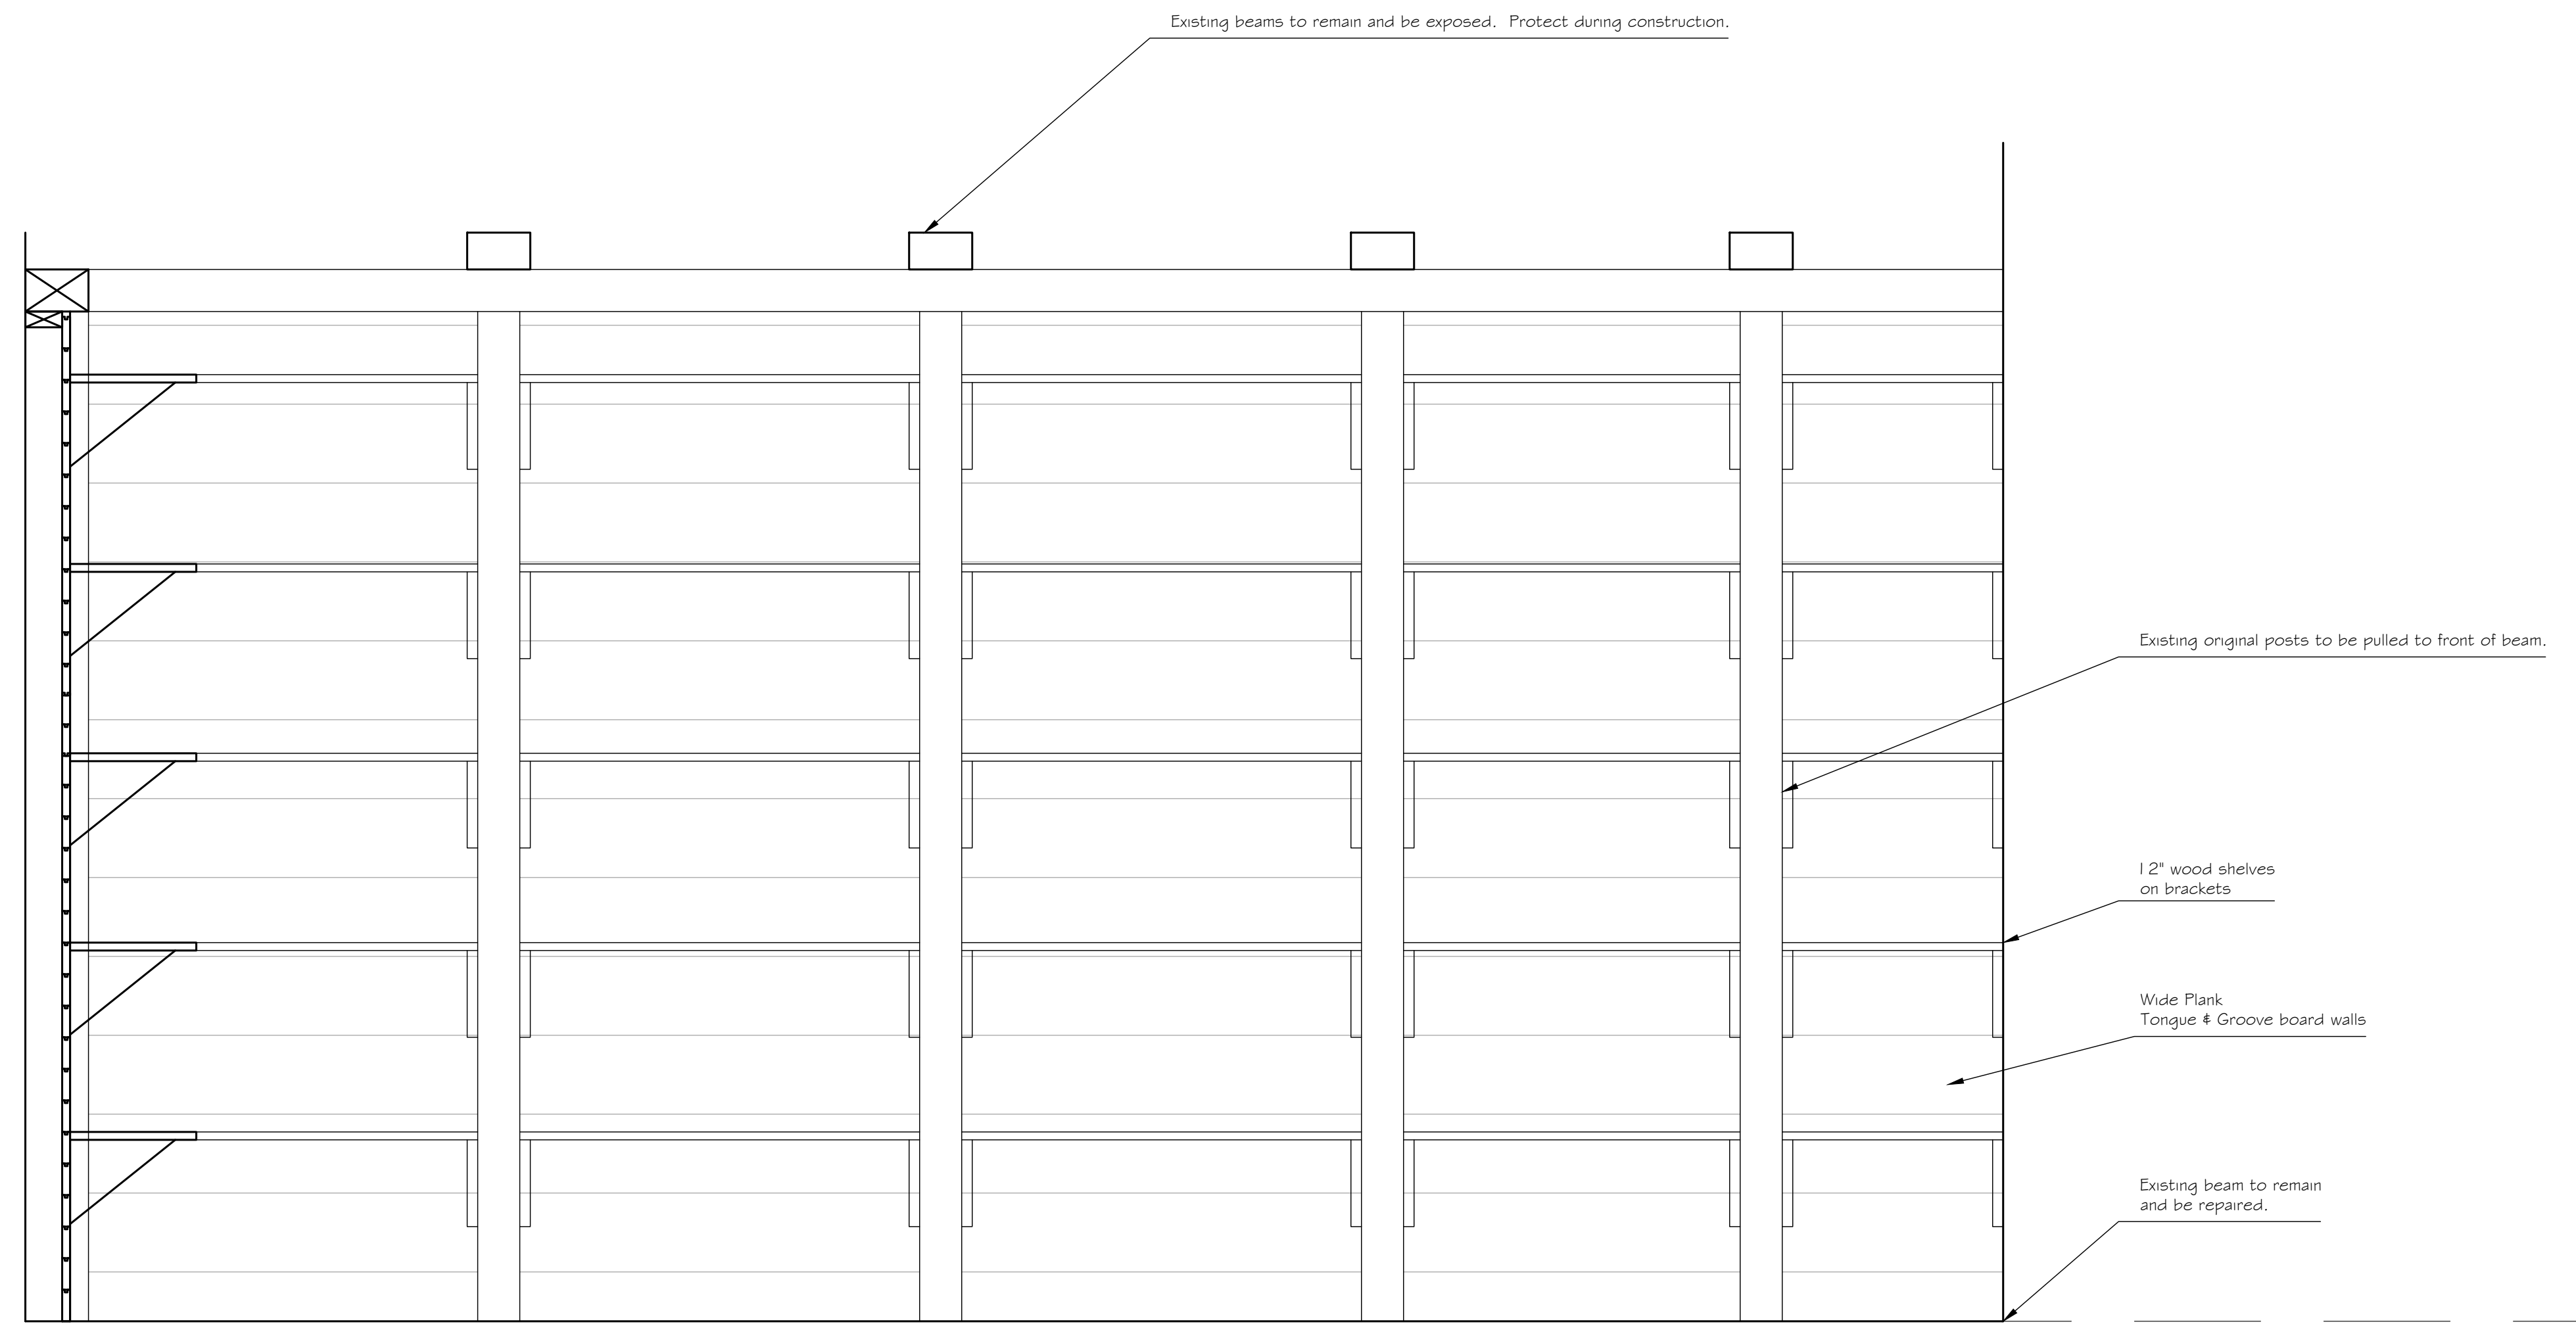 Existing beams to remain and be exposed.  Protect during construction.
Existing original posts to be pulled to front of beam.
12" wood shelves
on brackets
Wide Plank
Tongue & Groove board walls
Existing beam to remain
and be repaired.